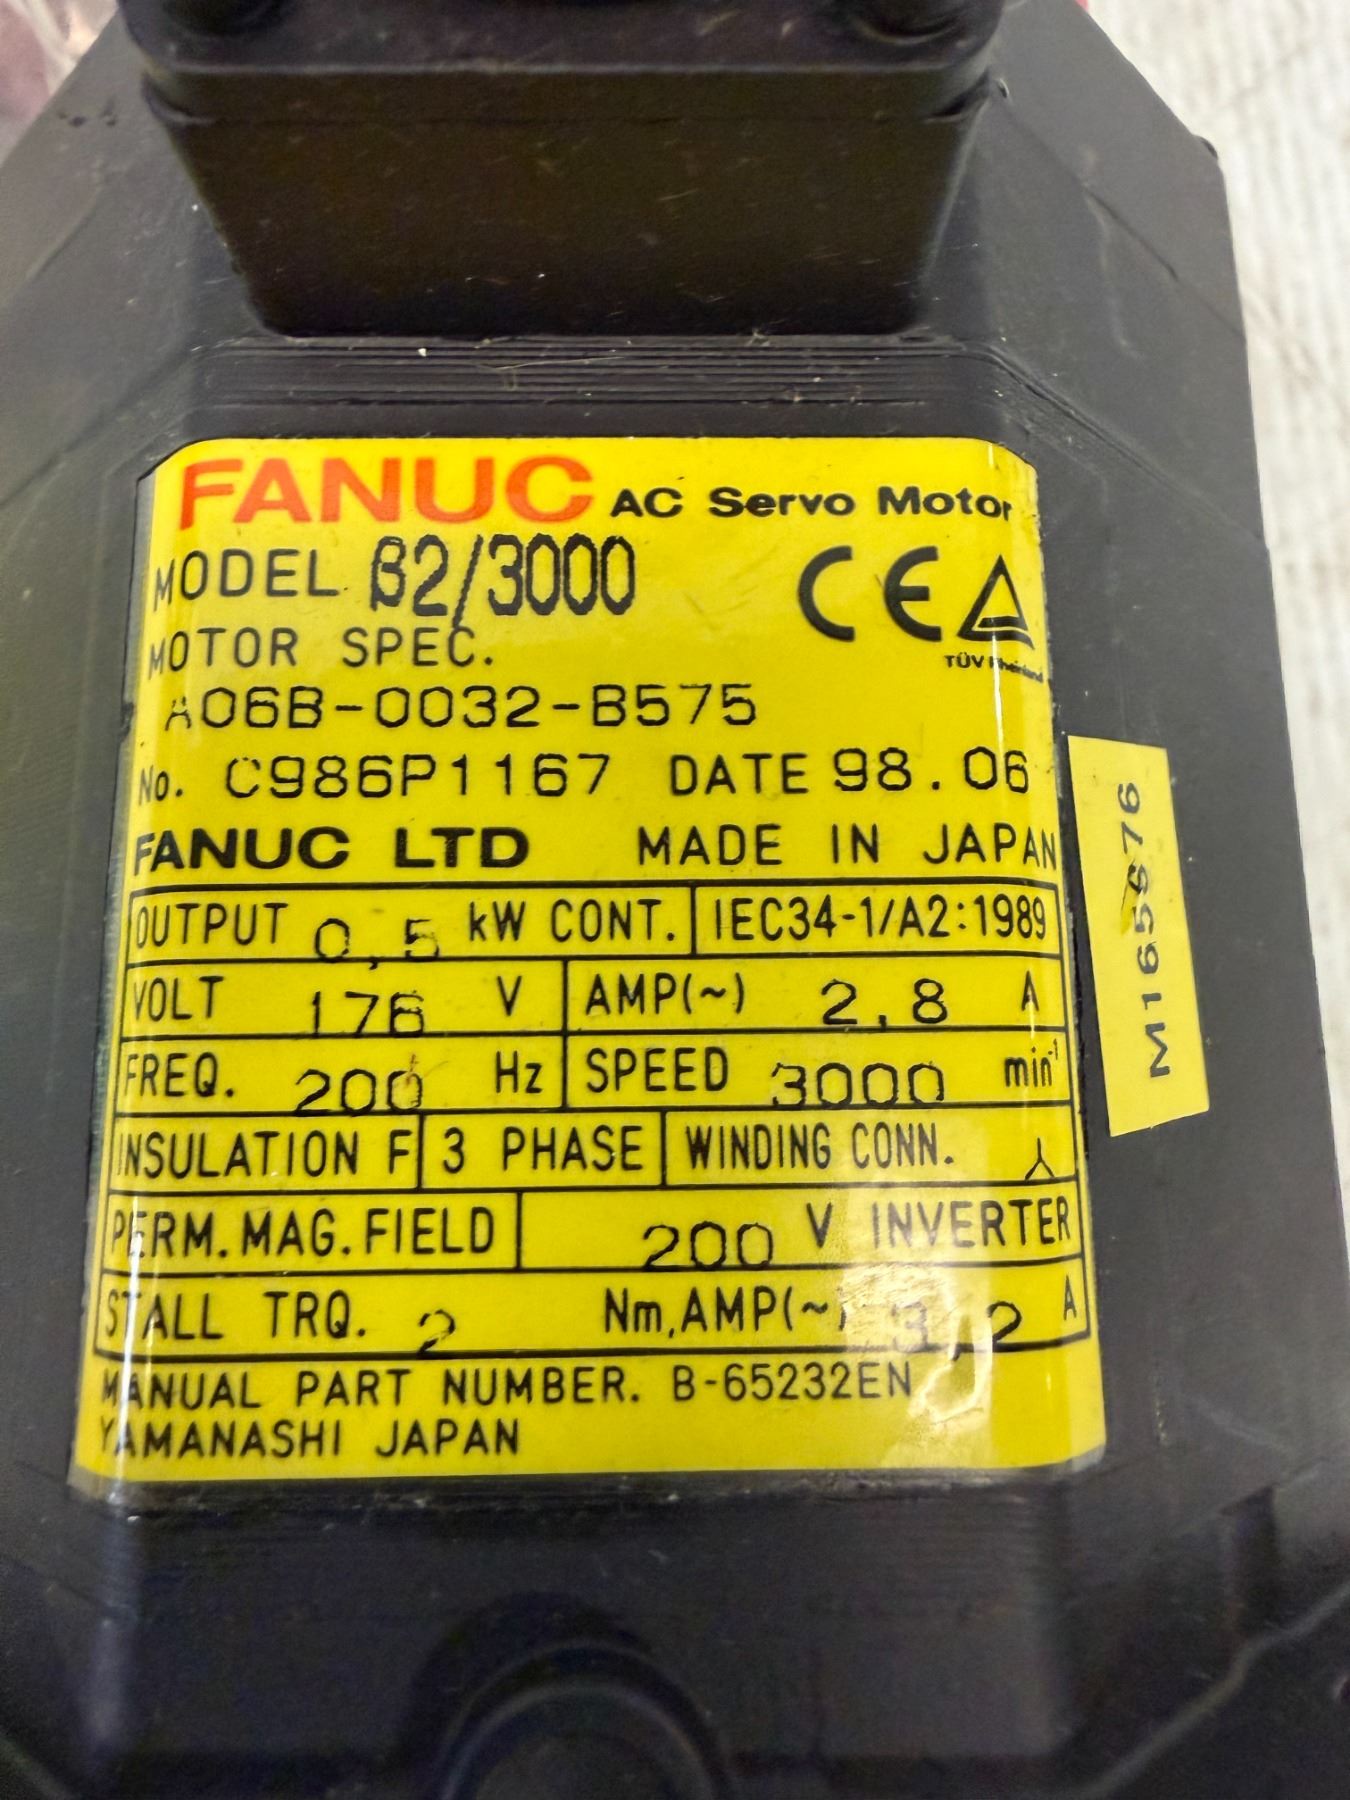 FANUC AC Servo Motor
MODEL β2/3000
CE
TÜV Rheinland
MOTOR SPEC.
A06B-0032-B575
No. C986P1167 DATE 98.06
FANUC LTD MADE IN JAPAN
OUTPUT 0,5 kW CONT. IEC34-1/A2:1989
VOLT 176 V AMP(~) 2,8 A
FREQ. 200 Hz SPEED 3000 min-1
INSULATION F 3 PHASE WINDING CONN. ⅄
PERM.MAG.FIELD 200 V INVERTER
STALL TRQ. 2 Nm,AMP(~) 3,2 A
MANUAL PART NUMBER. B-65232EN
YAMANASHI JAPAN